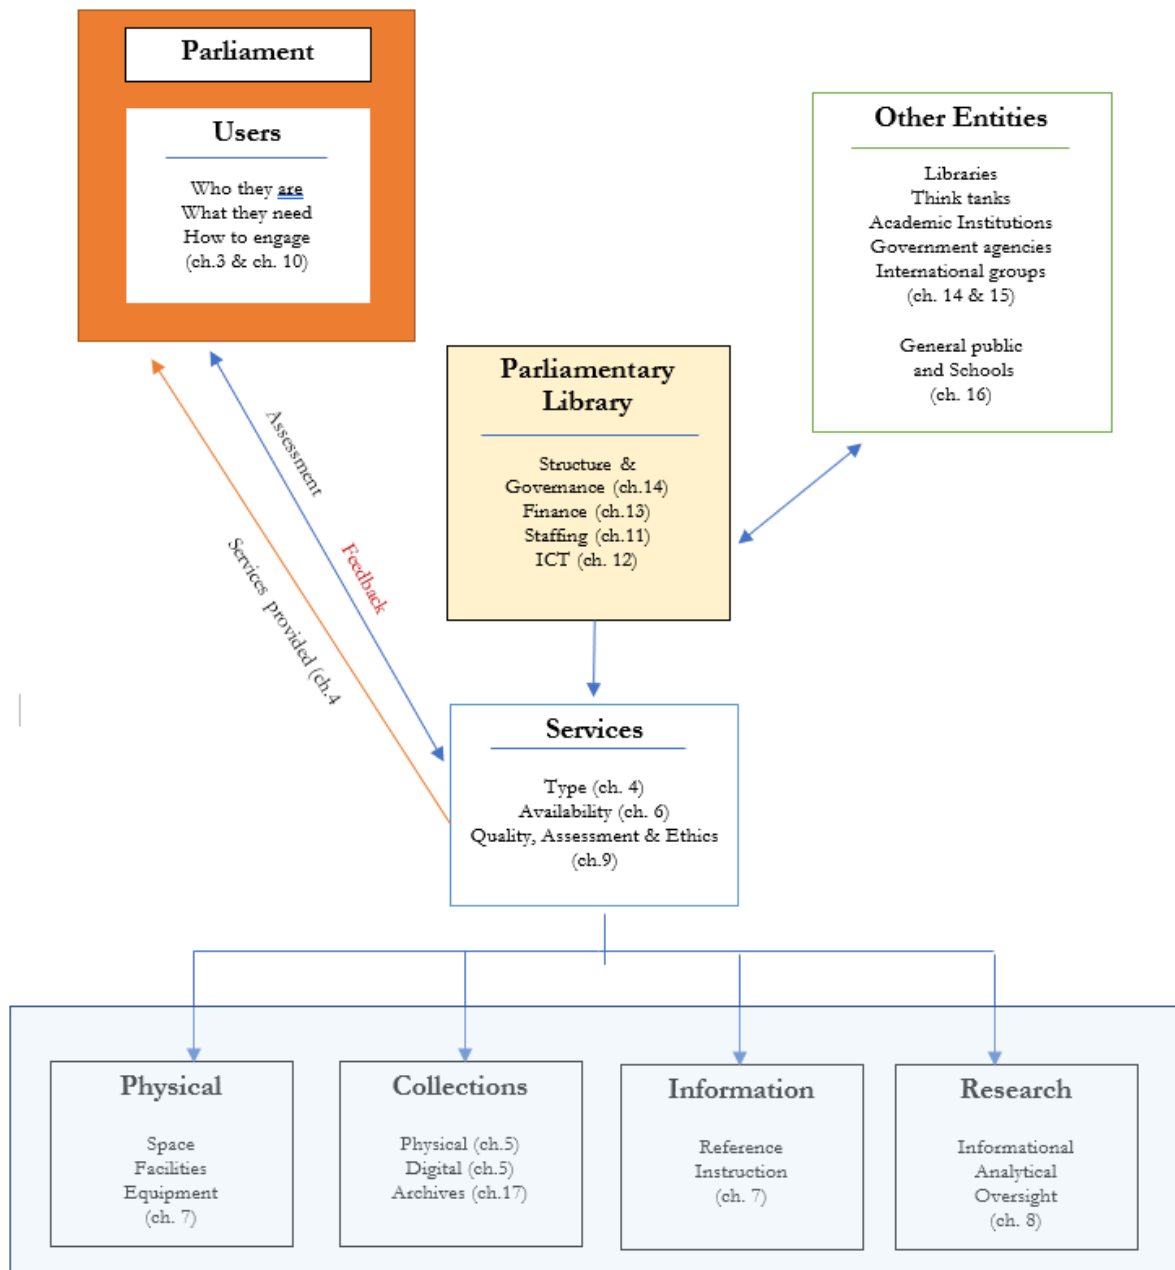 Parliament
Users
Who they are
What they need
How to engage
(ch.3 & ch. 10)
Other Entities
Libraries
Think tanks
Academic Institutions
Government agencies
International groups
(ch. 14 & 15)
General public
and Schools
(ch. 16)
Parliamentary
Library
Structure &
Governance (ch.14)
Finance (ch.13)
Staffing (ch.11)
ICT (ch. 12)
Assessment
Feedback
Services provided (ch.4
Services
Type (ch. 4)
Availability (ch. 6)
Quality, Assessment & Ethics
(ch.9)
Physical
Space
Facilities
Equipment
(ch. 7)
Collections
Physical (ch.5)
Digital (ch.5)
Archives (ch.17)
Information
Reference
Instruction
(ch. 7)
Research
Informational
Analytical
Oversight
(ch. 8)